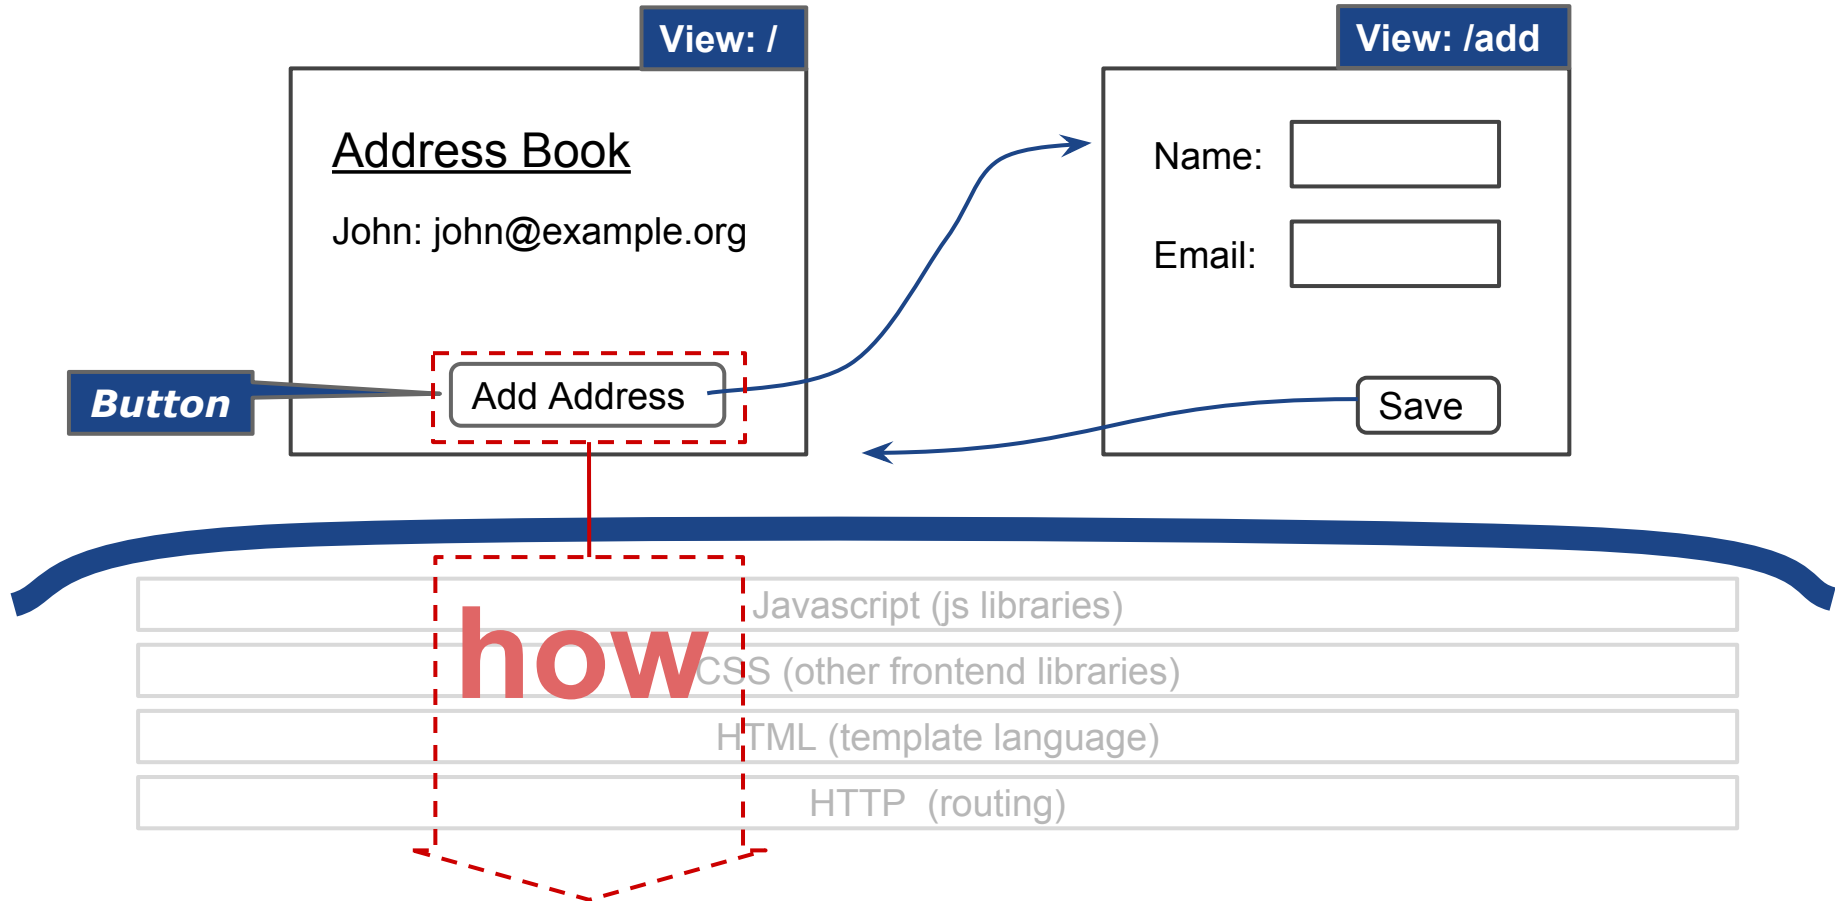 View: /
Address Book
John: john@example.org
Add Address
Button
View: /add
Name:
Email:
Save
how
Javascript (js libraries)
CSS (other frontend libraries)
HTML (template language)
HTTP  (routing)